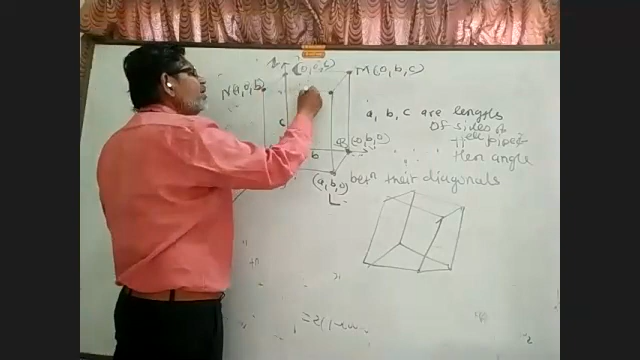 (0, 0, c)
M(0, b, c)
N(a, 0, b)
a, b, c are lengths
of sides of
c
B(0, b, 0)
then angle
b
(a, b, 0)
betn their diagonals
L